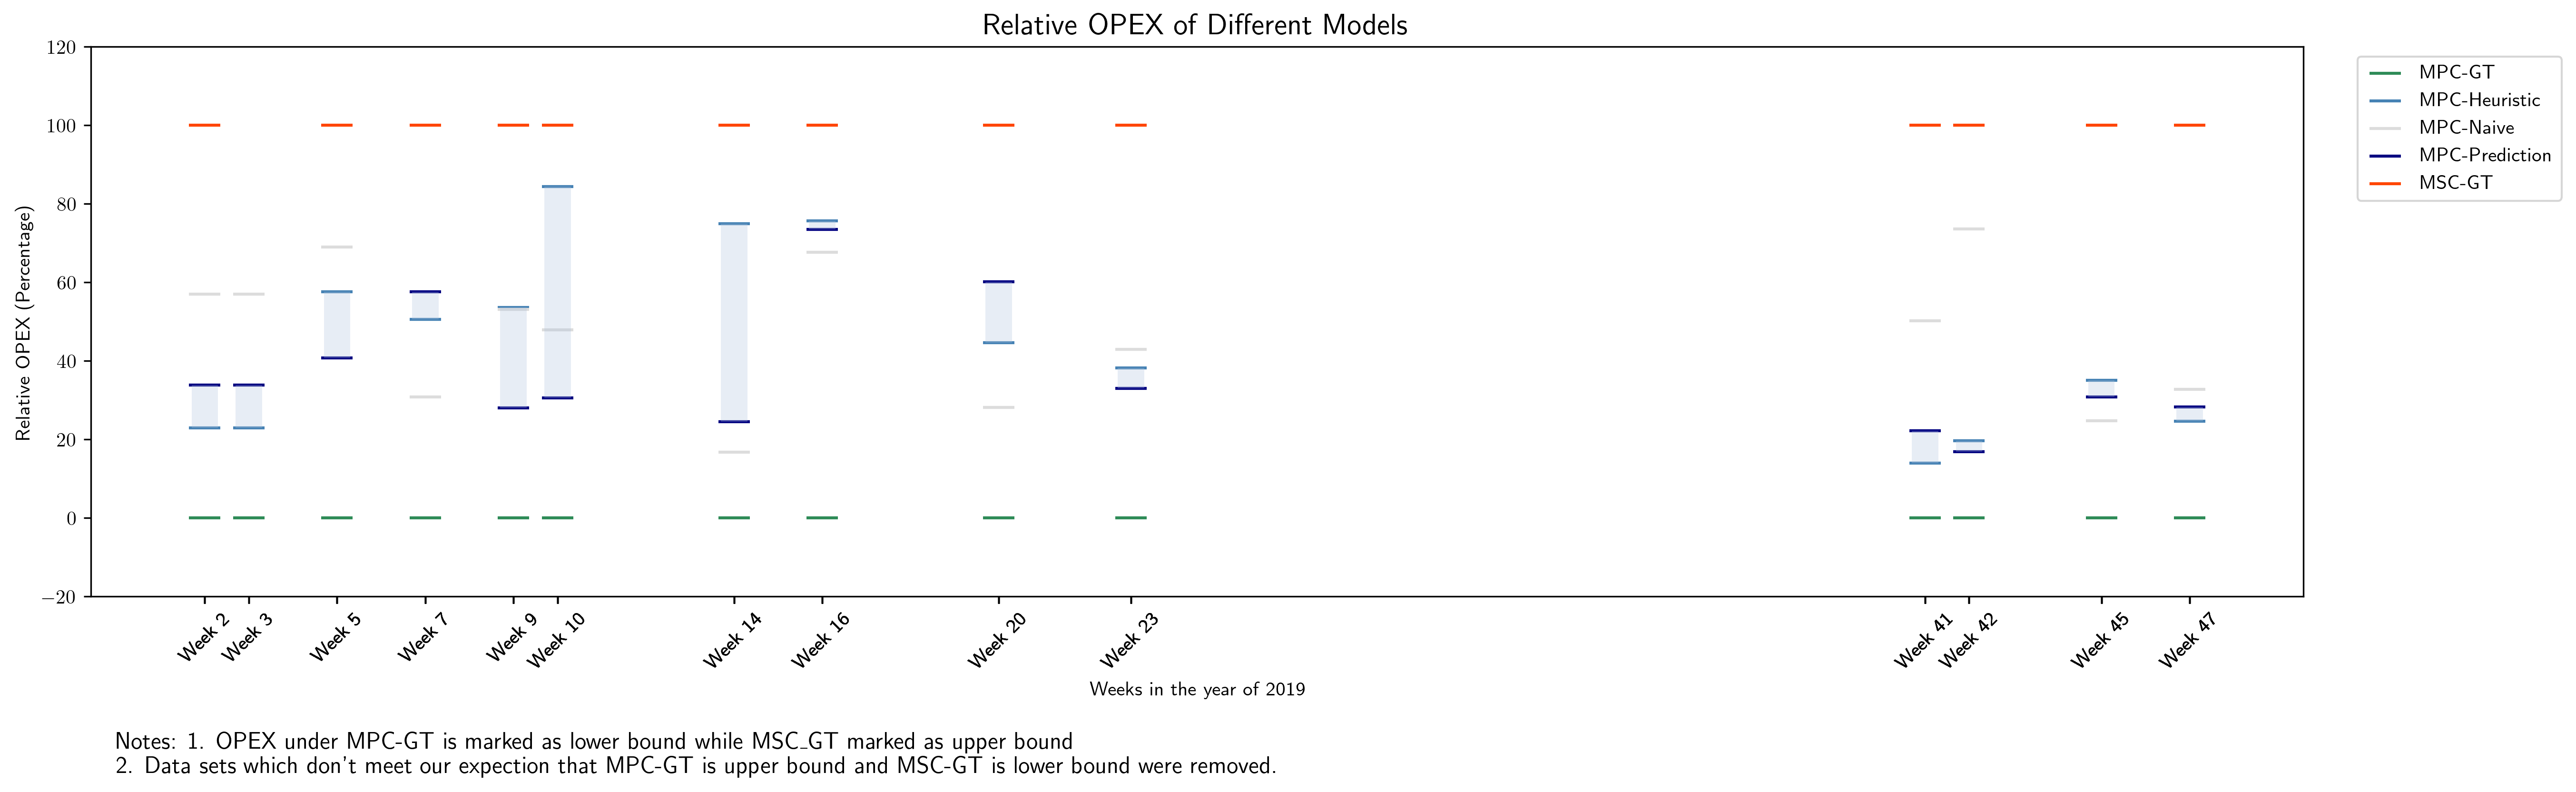 Relative OPEX of Different Models
120
100
80
60
40
20
0
−20
Relative OPEX (Percentage)
MPC-GT
MPC-Heuristic
MPC-Naive
MPC-Prediction
MSC-GT
Week 2
Week 3
Week 5
Week 7
Week 9
Week 10
Week 14
Week 16
Week 20
Week 23
Week 41
Week 42
Week 45
Week 47
Weeks in the year of 2019
Notes: 1. OPEX under MPC-GT is marked as lower bound while MSC_GT marked as upper bound
2. Data sets which don't meet our expection that MPC-GT is upper bound and MSC-GT is lower bound were removed.